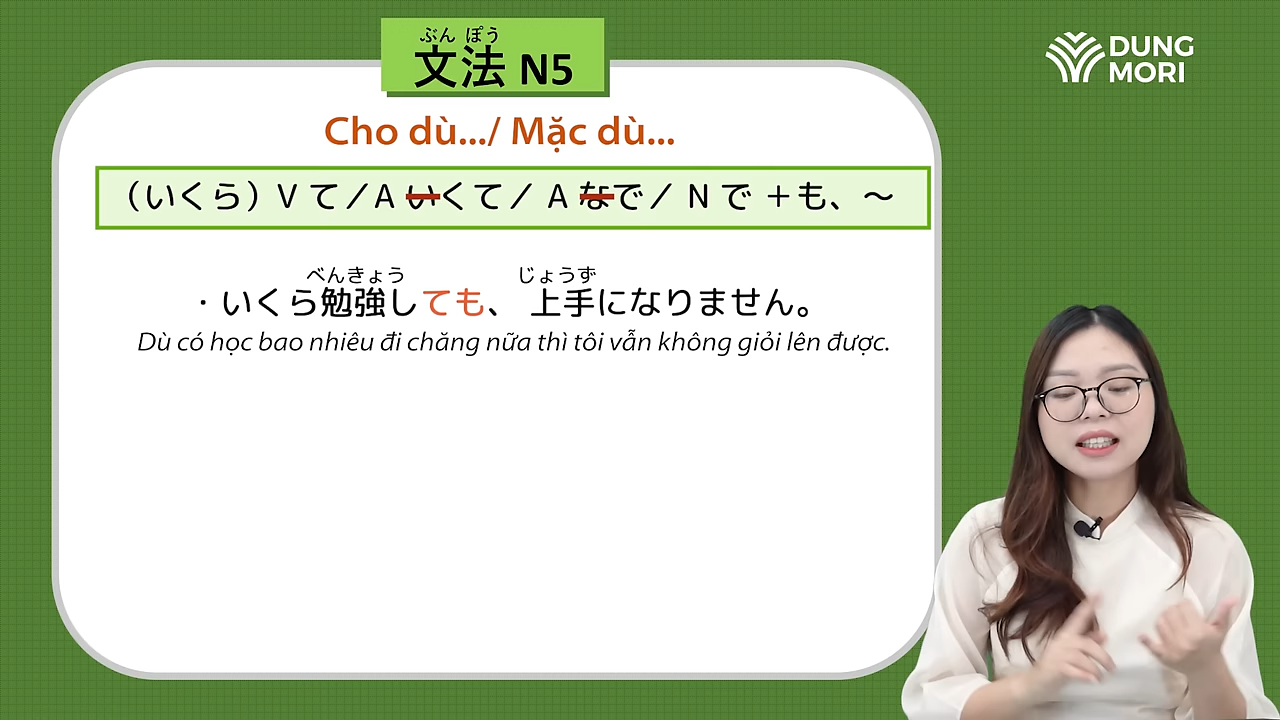 ぶん ぽう
文法 N5
DUNG
MORI
Cho dù.../ Mặc dù...
（いくら）V て／A いくて／ A なで／ N で ＋も、～
べんきょう じょうず
・いくら勉強しても、 上手になりません。
Dù có học bao nhiêu đi chăng nữa thì tôi vẫn không giỏi lên được.